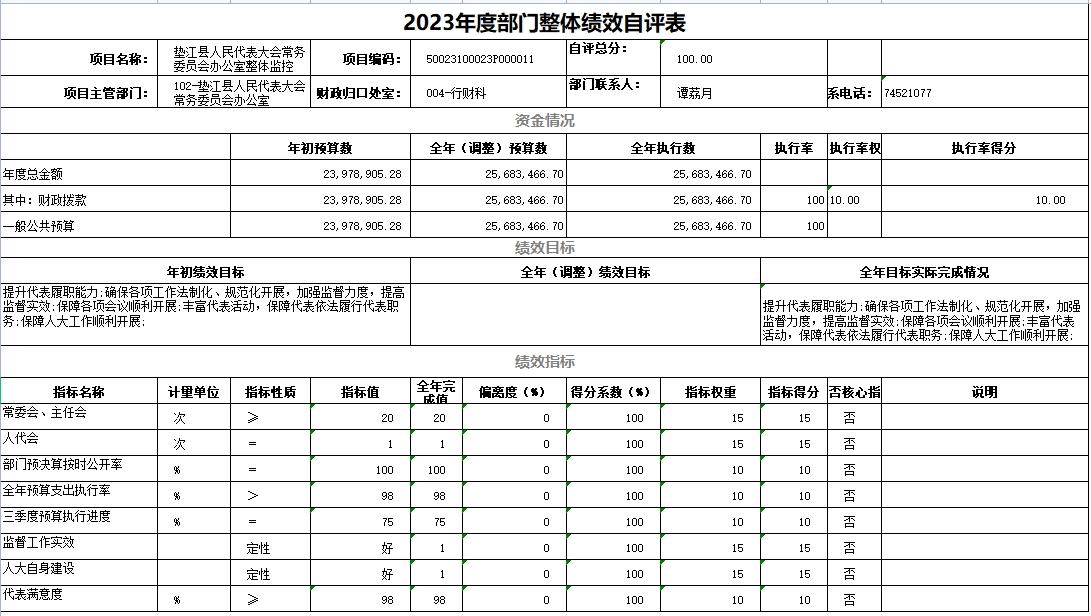 2023年度部门整体绩效自评表
项目名称： 垫江县人民代表大会常务委员会办公室整体监控 项目编码： 50023100023P000011 自评总分： 100.00
项目主管部门： 102-垫江县人民代表大会常务委员会办公室 财政归口处室： 004-行财科 部门联系人： 谭荔月 系电话： 74521077
资金情况
年初预算数 全年（调整）预算数 全年执行数 执行率 执行率权 执行率得分
年度总金额 23,978,905.28 25,683,466.70 25,683,466.70
其中：财政拨款 23,978,905.28 25,683,466.70 25,683,466.70 100 10.00 10.00
一般公共预算 23,978,905.28 25,683,466.70 25,683,466.70 100
绩效目标
年初绩效目标 全年（调整）绩效目标 全年目标实际完成情况
提升代表履职能力;确保各项工作法制化、规范化开展，加强监督力度，提高
监督实效;保障各项会议顺利开展;丰富代表活动，保障代表依法履行代表职
务;保障人大工作顺利开展;
提升代表履职能力;确保各项工作法制化、规范化开展，加强
监督力度，提高监督实效;保障各项会议顺利开展;丰富代表
活动，保障代表依法履行代表职务;保障人大工作顺利开展;
绩效指标
指标名称 计量单位 指标性质 指标值 全年完成值 偏离度（%） 得分系数（%） 指标权重 指标得分 否核心指 说明
常委会、主任会 次 ≥ 20 20 0 100 15 15 否
人代会 次 = 1 1 0 100 15 15 否
部门预决算按时公开率 % = 100 100 0 100 10 10 否
全年预算支出执行率 % > 98 98 0 100 10 10 否
三季度预算执行进度 % = 75 75 0 100 10 10 否
监督工作实效 定性 好 1 0 100 15 15 否
人大自身建设 定性 好 1 0 100 15 15 否
代表满意度 % ≥ 98 98 0 100 10 10 否